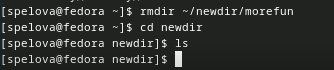 [spelova@fedora ~]$ rmdir ~/newdir/morefun
[spelova@fedora ~]$ cd newdir
[spelova@fedora newdir]$ ls
[spelova@fedora newdir]$